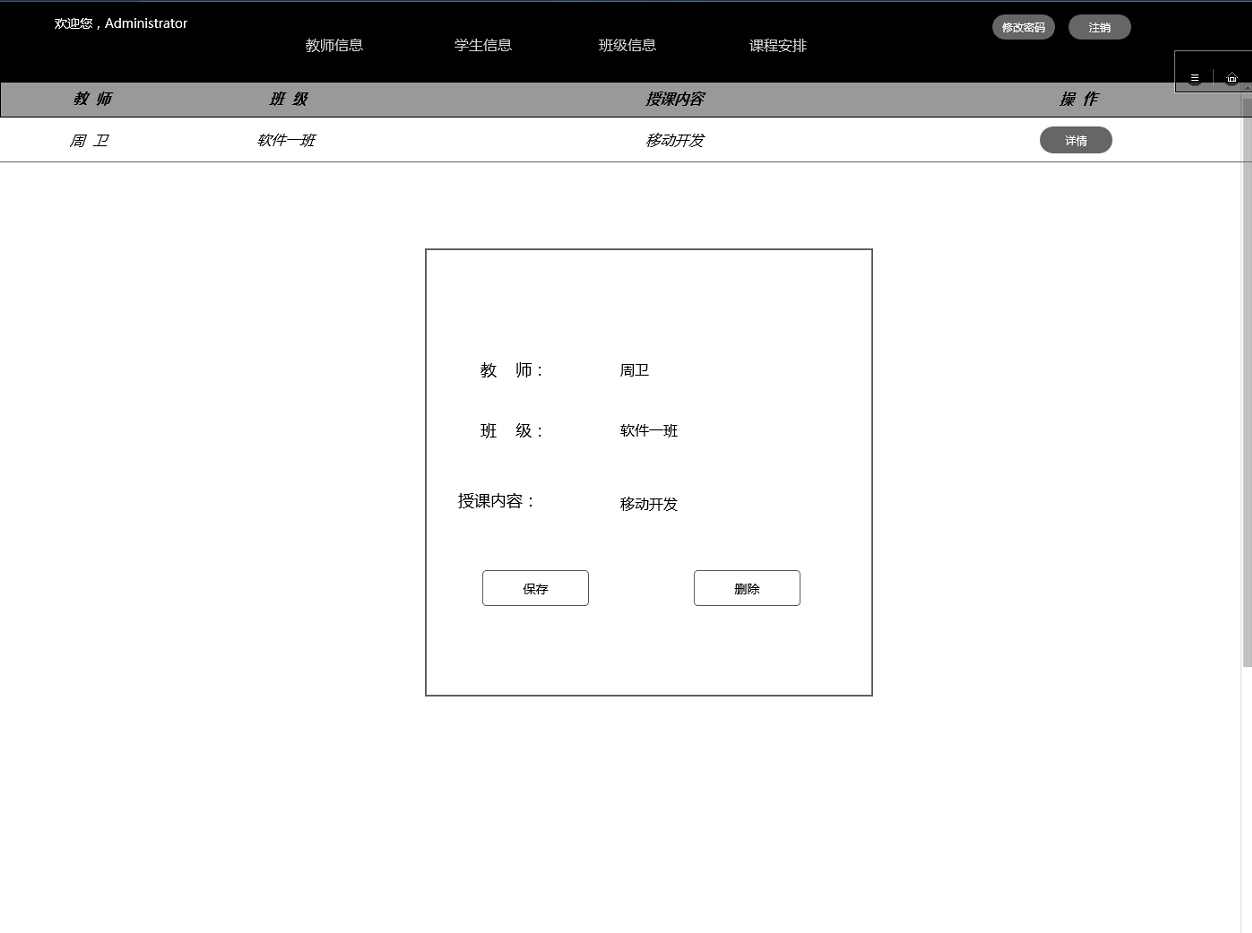 欢迎您，Administrator
修改密码 注销
教师信息 学生信息 班级信息 课程安排
教 师 班 级 授课内容 操 作
周 卫 软件一班 移动开发 详情
教 师： 周卫
班 级： 软件一班
授课内容： 移动开发
保存 删除